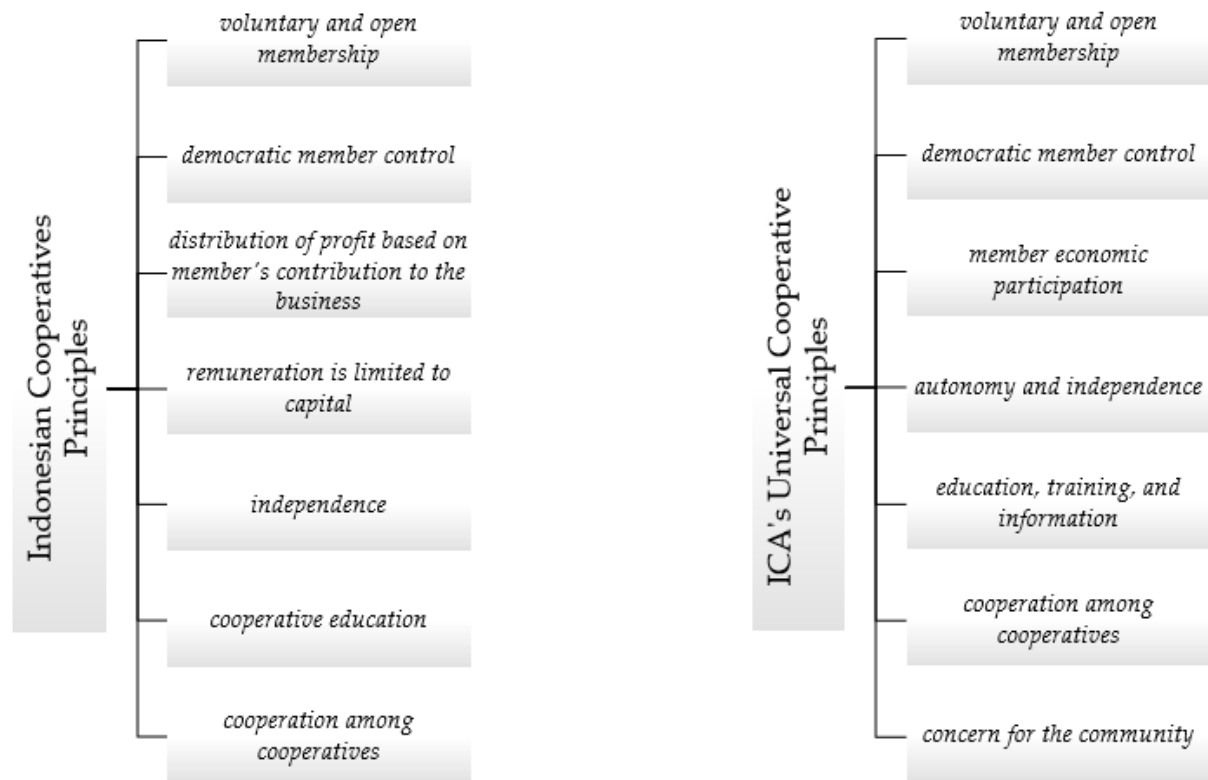 Indonesian Cooperatives
Principles
voluntary and open
membership
democratic member control
distribution of profit based on
member's contribution to the
business
remuneration is limited to
capital
independence
cooperative education
cooperation among
cooperatives
ICA's Universal Cooperative
Principles
voluntary and open
membership
democratic member control
member economic
participation
autonomy and independence
education, training, and
information
cooperation among
cooperatives
concern for the community